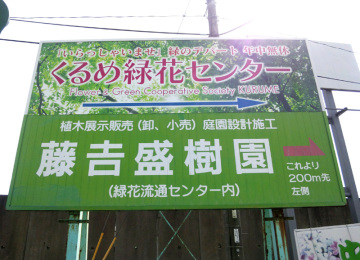 「いらっしゃいませ」緑のデパート 年中無休
くるめ緑花センター
Flower & Green Cooperative Society KURUME
植木展示販売(卸、小売)庭園設計施工
藤吉盛樹園
(緑花流通センター内)
これより
200m先
左側